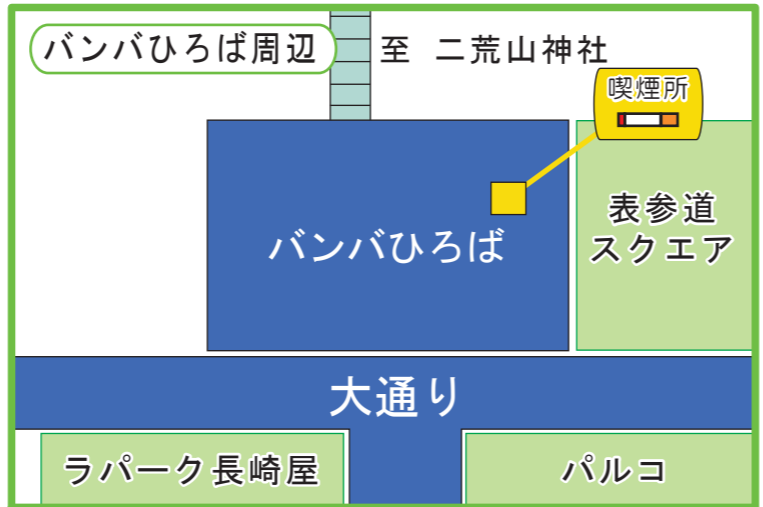 バンバひろば周辺
至 二荒山神社
喫煙所
表参道
スクエア
バンバひろば
大通り
ラパーク長崎屋
パルコ